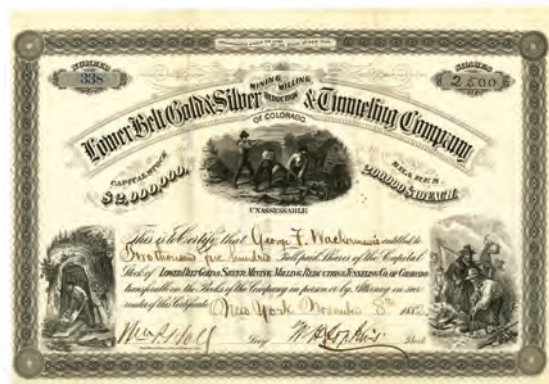 NUMBER
338
SHARES
2500
Lower Belt Gold & Silver MINING MILLING REDUCTION & Tunneling Company
OF COLORADO.
CAPITAL STOCK
$2,000,000.
SHARES
200,000 $10 EACH.
UNASSESSABLE
This is to Certify, that George F. Wackerman is entitled to
Two thousand five hundred Full paid Shares of the Capital
Stock of LOWER BELT GOLD & SILVER MINING, MILLING, REDUCTION & TUNNELING CO. OF COLORADO
transferable on the Books of the Company in person or by Attorney on sur-
render of this Certificate New York November 8th
Secy
Prest